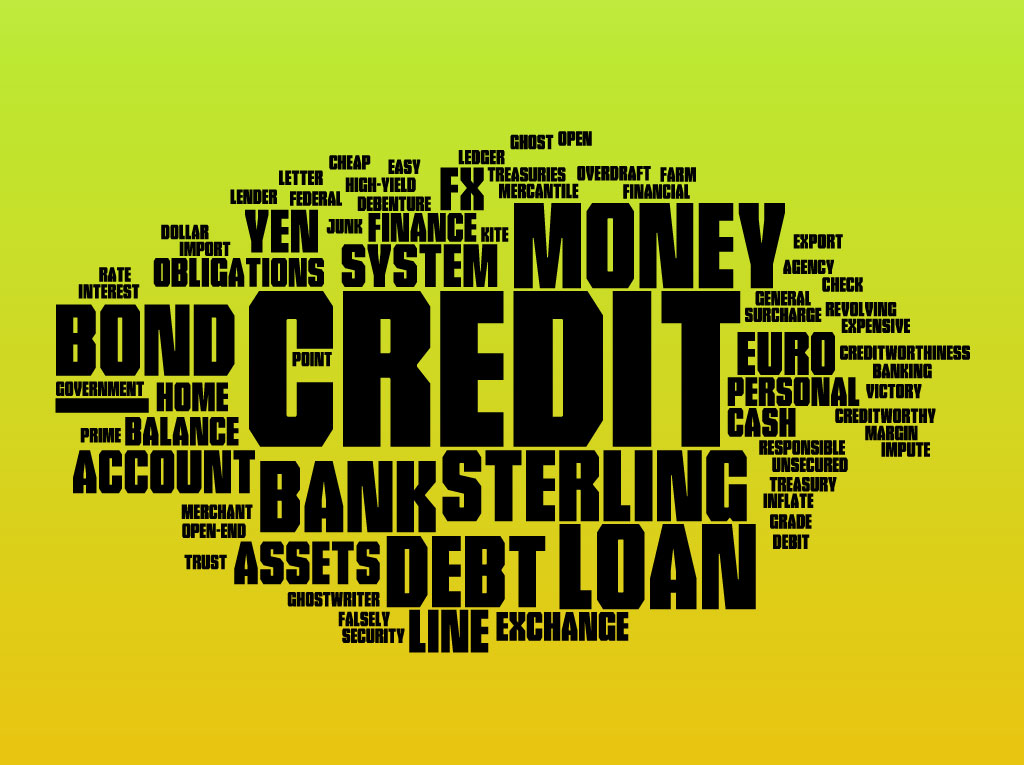 GHOST OPEN
CHEAP EASY LEDGER
LETTER HIGH-YIELD FX TREASURIES OVERDRAFT FARM
LENDER FEDERAL DEBENTURE MERCANTILE FINANCIAL
DOLLAR YEN JUNK FINANCE KITE MONEY EXPORT
IMPORT
OBLIGATIONS SYSTEM AGENCY
RATE CHECK
INTEREST GENERAL
SURCHARGE REVOLVING
BOND CREDIT EXPENSIVE
POINT EURO CREDITWORTHINESS
BANKING
GOVERNMENT HOME PERSONAL VICTORY
CASH CREDITWORTHY
PRIME BALANCE MARGIN
RESPONSIBLE IMPUTE
ACCOUNT UNSECURED
BANK STERLING TREASURY
INFLATE
MERCHANT GRADE
OPEN-END DEBIT
TRUST ASSETS DEBT LOAN
GHOSTWRITER
FALSELY LINE EXCHANGE
SECURITY